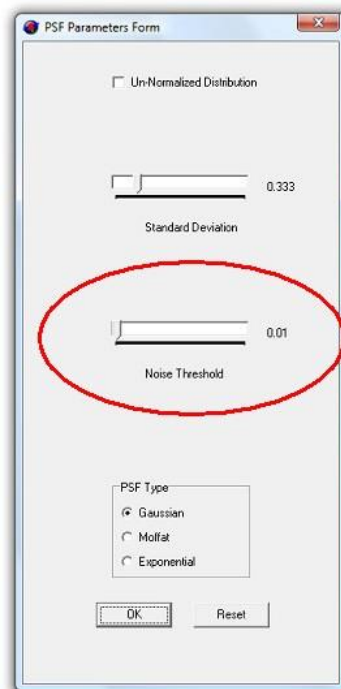 PSF Parameters Form
Un-Normalized Distribution
0.333
Standard Deviation
0.01
Noise Threshold
PSF Type
Gaussian
Moffat
Exponential
OK Reset